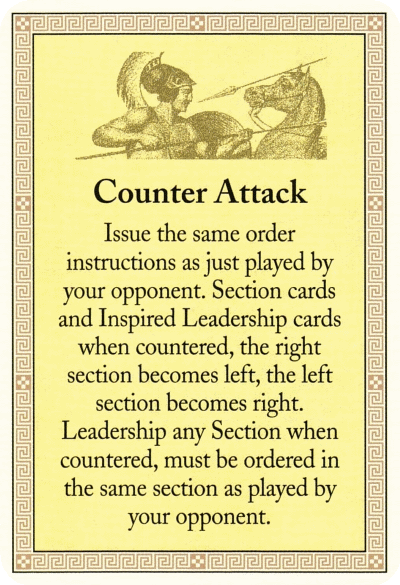 Counter Attack
Issue the same order
instructions as just played by
your opponent. Section cards
and Inspired Leadership cards
when countered, the right
section becomes left, the left
section becomes right.
Leadership any Section when
countered, must be ordered in
the same section as played by
your opponent.